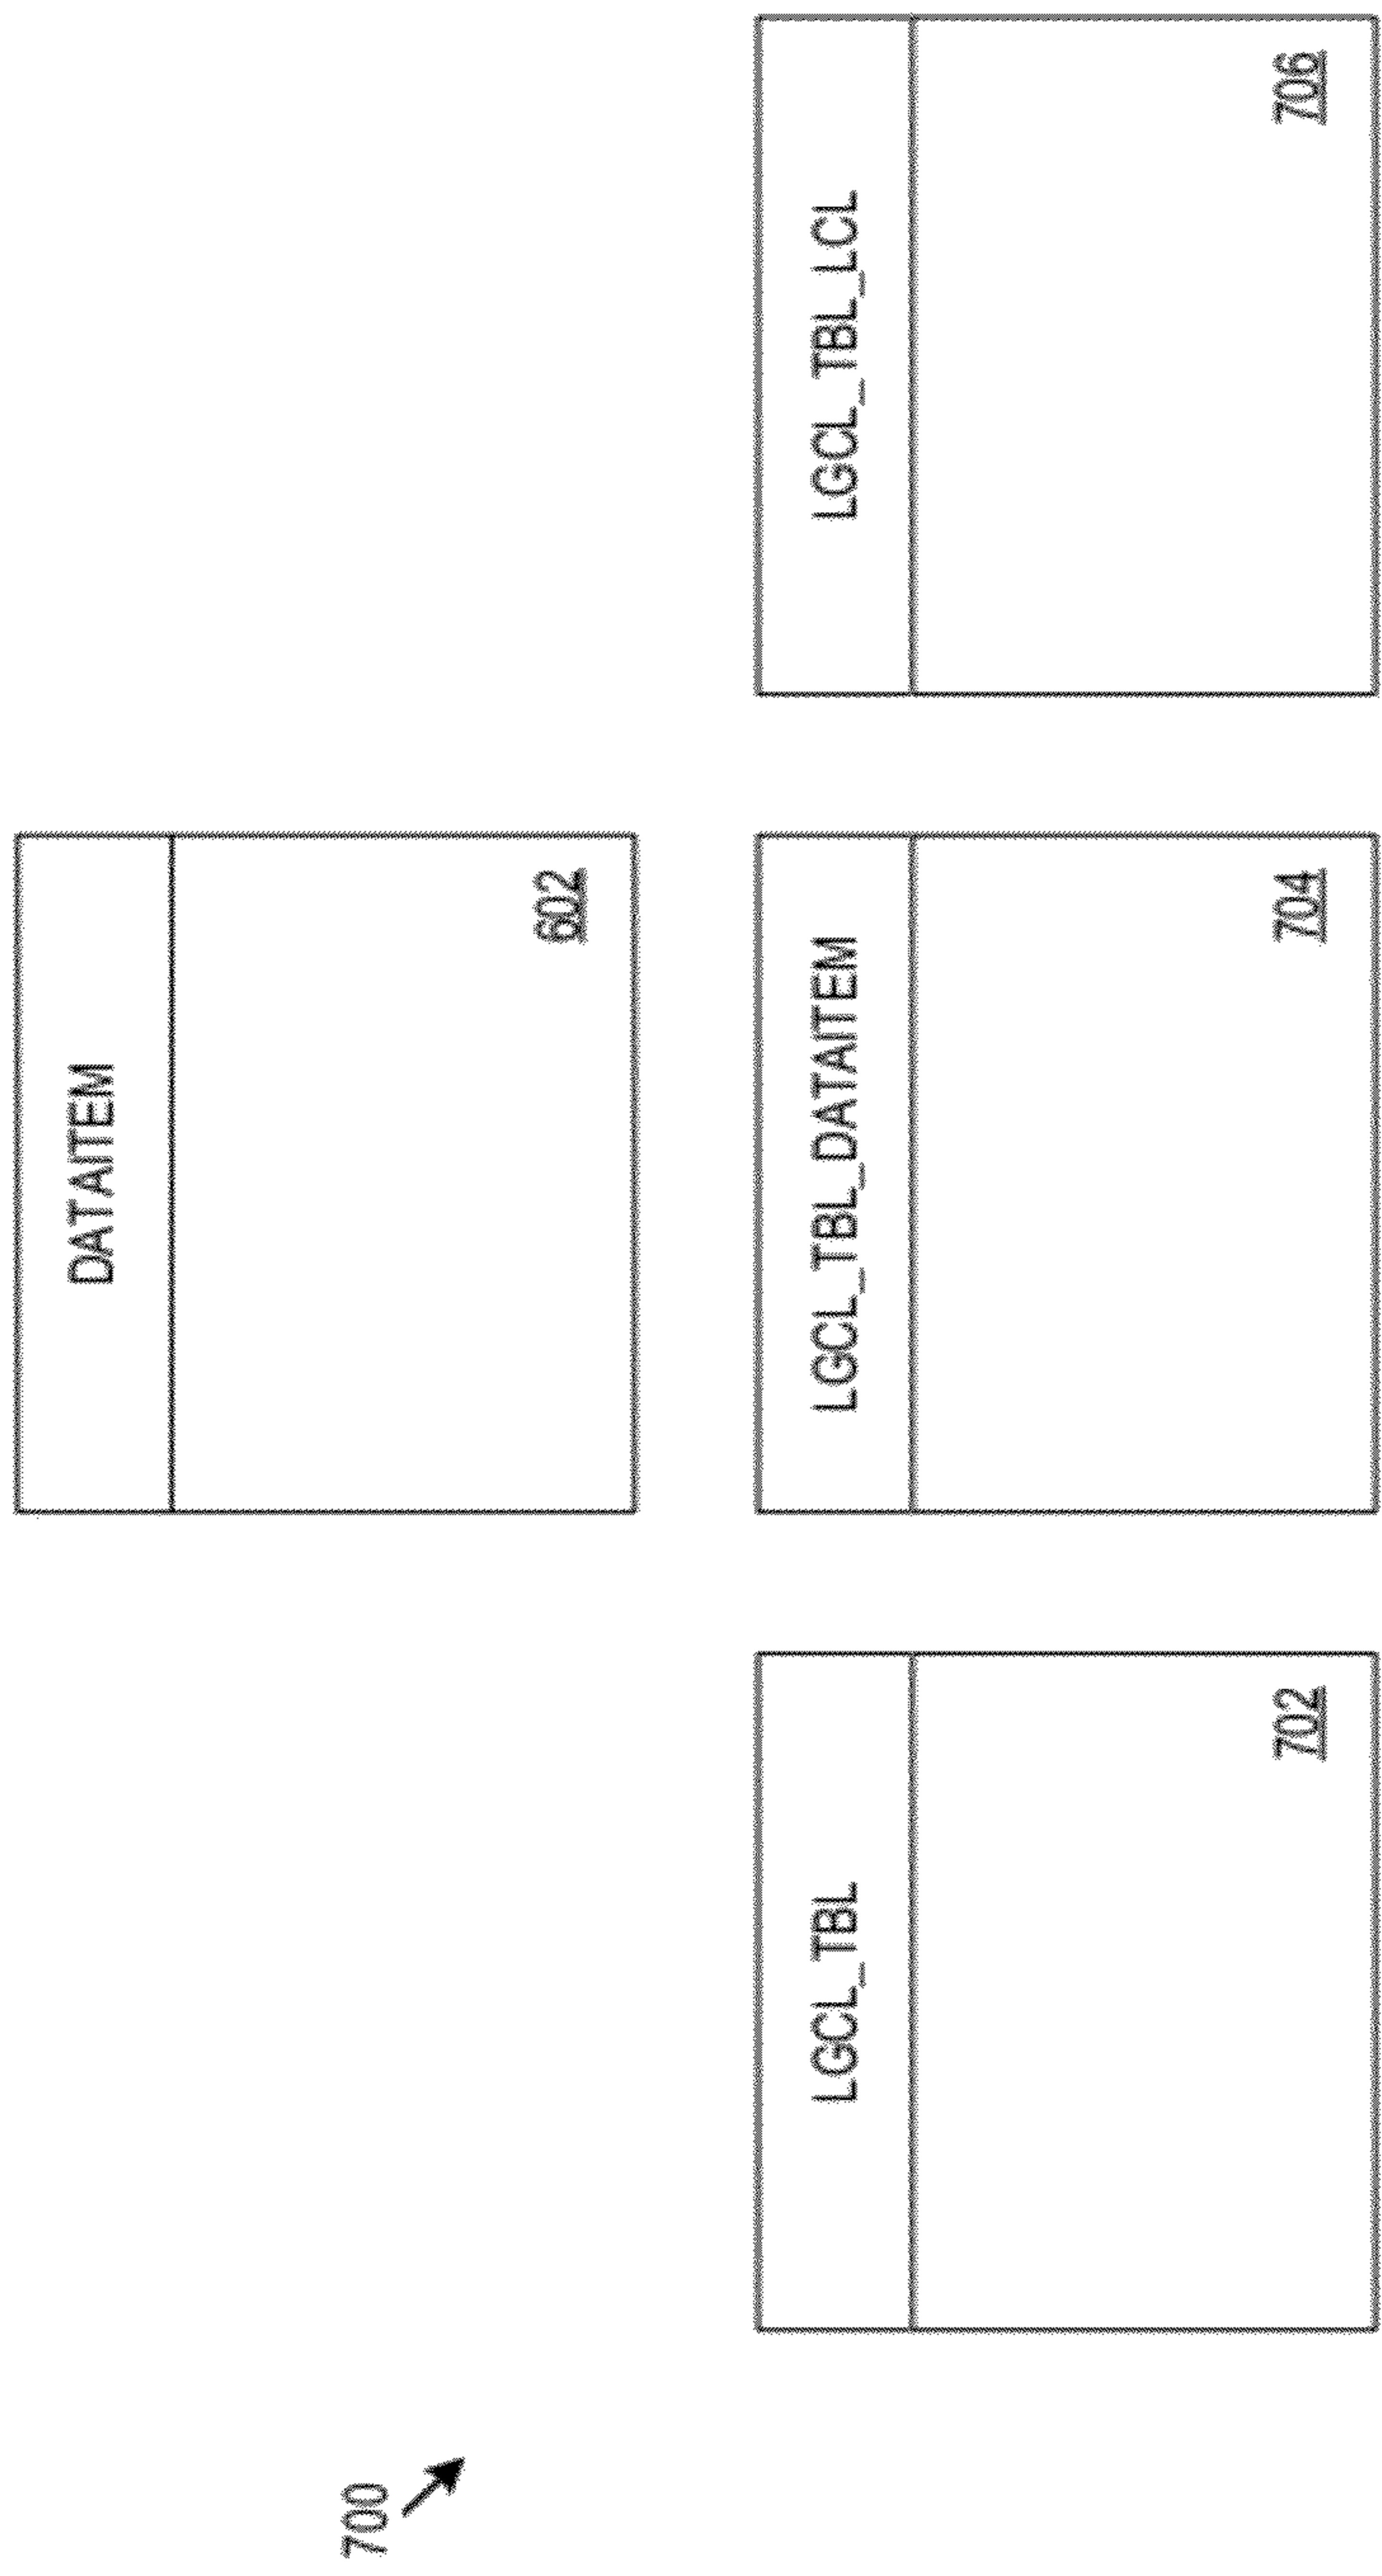 700
DATAITEM
602
LGCL_TBL
702
LGCL_TBL_DATAITEM
704
LGCL_TBL_LCL
706